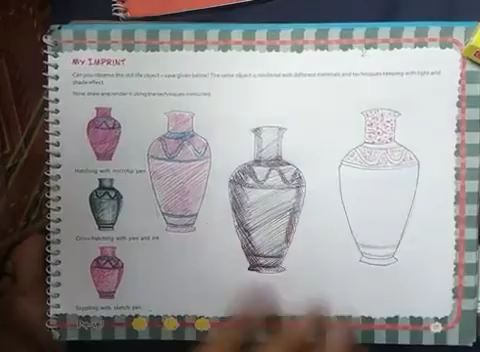 MY IMPRINT
Can you observe the still life object – vase given below? The same object is rendered with different materials and techniques keeping with light and
shade effect.
Now, draw and render it using the techniques instructed.
Hatching with microtip pen
Cross-hatching with pen and ink
Stippling with sketch pen